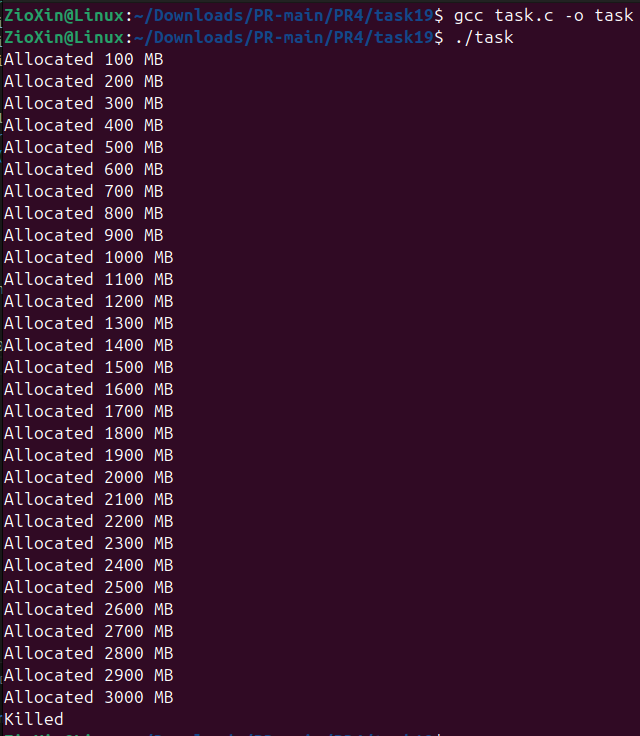 ZioXin@Linux:~/Downloads/PR-main/PR4/task19$ gcc task.c -o task
ZioXin@Linux:~/Downloads/PR-main/PR4/task19$ ./task
Allocated 100 MB
Allocated 200 MB
Allocated 300 MB
Allocated 400 MB
Allocated 500 MB
Allocated 600 MB
Allocated 700 MB
Allocated 800 MB
Allocated 900 MB
Allocated 1000 MB
Allocated 1100 MB
Allocated 1200 MB
Allocated 1300 MB
Allocated 1400 MB
Allocated 1500 MB
Allocated 1600 MB
Allocated 1700 MB
Allocated 1800 MB
Allocated 1900 MB
Allocated 2000 MB
Allocated 2100 MB
Allocated 2200 MB
Allocated 2300 MB
Allocated 2400 MB
Allocated 2500 MB
Allocated 2600 MB
Allocated 2700 MB
Allocated 2800 MB
Allocated 2900 MB
Allocated 3000 MB
Killed